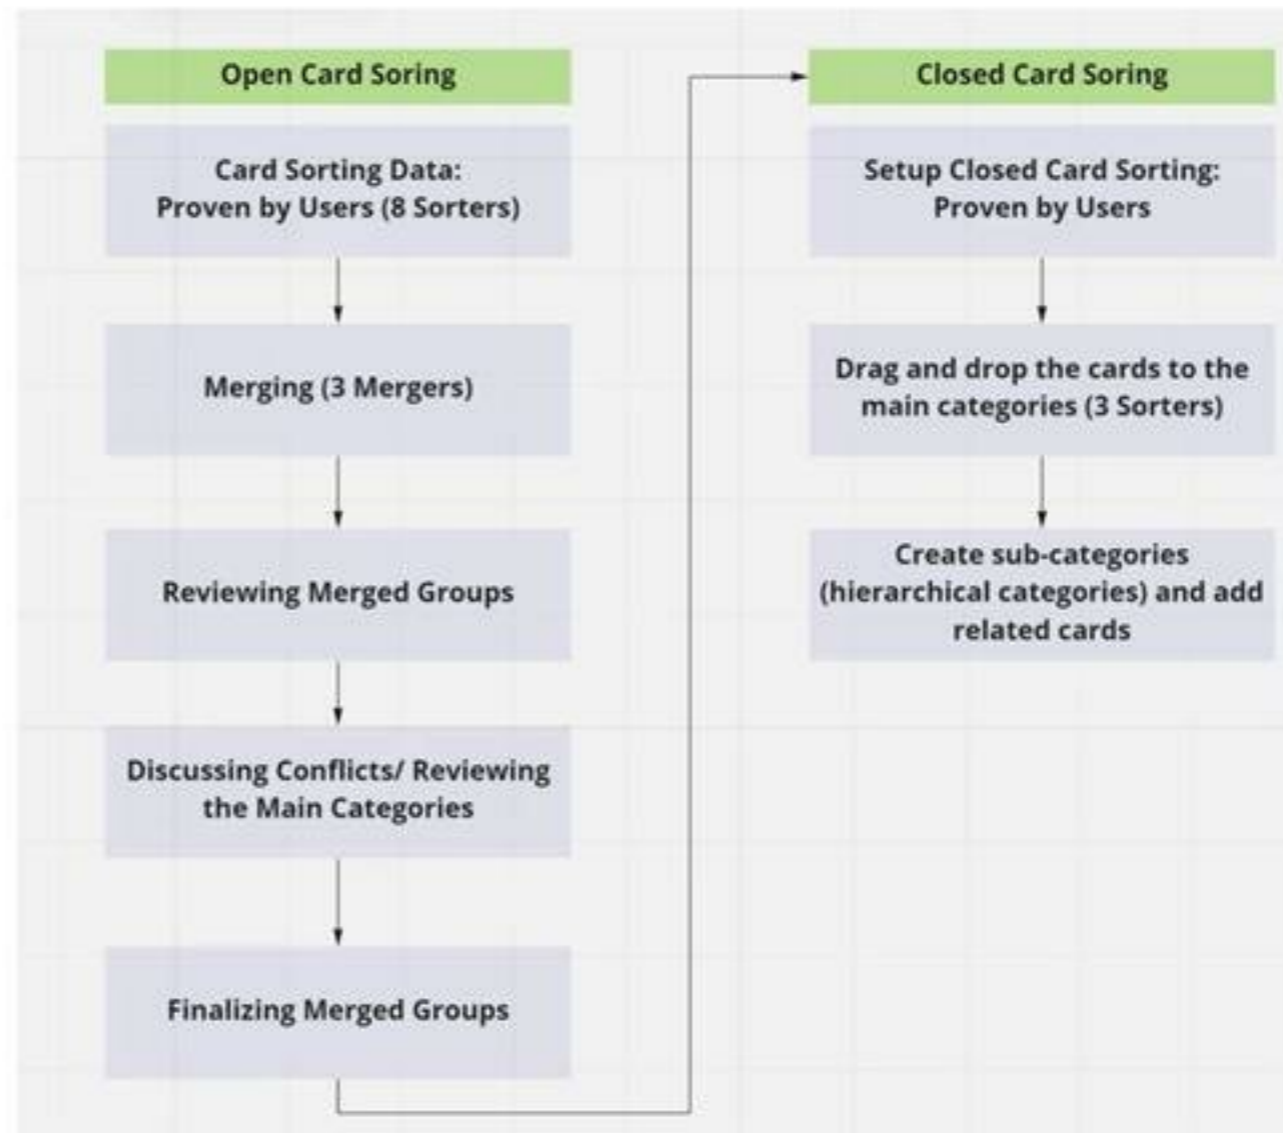 Open Card Soring
Card Sorting Data:
Proven by Users (8 Sorters)
Merging (3 Mergers)
Reviewing Merged Groups
Discussing Conflicts/ Reviewing
the Main Categories
Finalizing Merged Groups
Closed Card Soring
Setup Closed Card Sorting:
Proven by Users
Drag and drop the cards to the
main categories (3 Sorters)
Create sub-categories
(hierarchical categories) and add
related cards